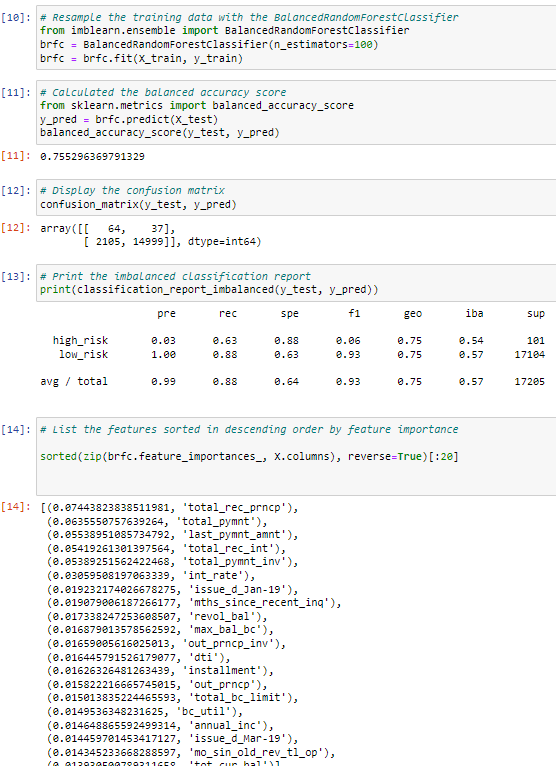 [10]: # Resample the training data with the BalancedRandomForestClassifier
from imblearn.ensemble import BalancedRandomForestClassifier
brfc = BalancedRandomForestClassifier(n_estimators=100)
brfc = brfc.fit(X_train, y_train)
[11]: # Calculated the balanced accuracy score
from sklearn.metrics import balanced_accuracy_score
y_pred = brfc.predict(X_test)
balanced_accuracy_score(y_test, y_pred)
[11]: 0.755296369791329
[12]: # Display the confusion matrix
confusion_matrix(y_test, y_pred)
[12]: array([[ 64, 37],
[ 2105, 14999]], dtype=int64)
[13]: # Print the imbalanced classification report
print(classification_report_imbalanced(y_test, y_pred))
pre rec spe f1 geo iba sup
high_risk 0.03 0.63 0.88 0.06 0.75 0.54 101
low_risk 1.00 0.88 0.63 0.93 0.75 0.57 17104
avg / total 0.99 0.88 0.64 0.93 0.75 0.57 17205
[14]: # List the features sorted in descending order by feature importance
sorted(zip(brfc.feature_importances_, X.columns), reverse=True)[:20]
[14]: [(0.07443823838511981, 'total_rec_prncp'),
(0.0635550757639264, 'total_pymnt'),
(0.05538951085734792, 'last_pymnt_amnt'),
(0.05419261301397564, 'total_rec_int'),
(0.05389251562422468, 'total_pymnt_inv'),
(0.03059508197063339, 'int_rate'),
(0.019232174026678275, 'issue_d_Jan-19'),
(0.019079006187266177, 'mths_since_recent_inq'),
(0.017338247253608507, 'revol_bal'),
(0.016879013578562592, 'max_bal_bc'),
(0.01659005616025013, 'out_prncp_inv'),
(0.016445791526179077, 'dti'),
(0.01626326481263439, 'installment'),
(0.015822216665745015, 'out_prncp'),
(0.015013835224465593, 'total_bc_limit'),
(0.0149536348231625, 'bc_util'),
(0.014648865592499314, 'annual_inc'),
(0.014459701453417127, 'issue_d_Mar-19'),
(0.014345233668288597, 'mo_sin_old_rev_tl_op'),
'tot_cur_bal')]